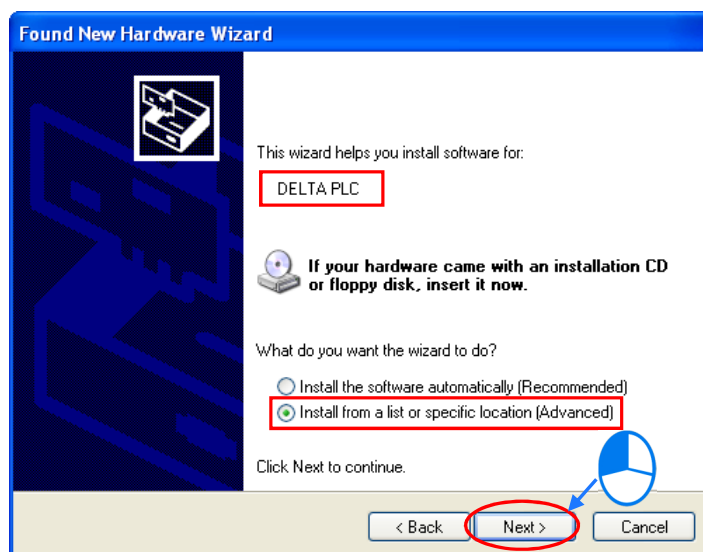 Found New Hardware Wizard
This wizard helps you install software for:
DELTA PLC
If your hardware came with an installation CD
or floppy disk, insert it now.
What do you want the wizard to do?
Install the software automatically (Recommended)
Install from a list or specific location (Advanced)
Click Next to continue.
< Back Next > Cancel